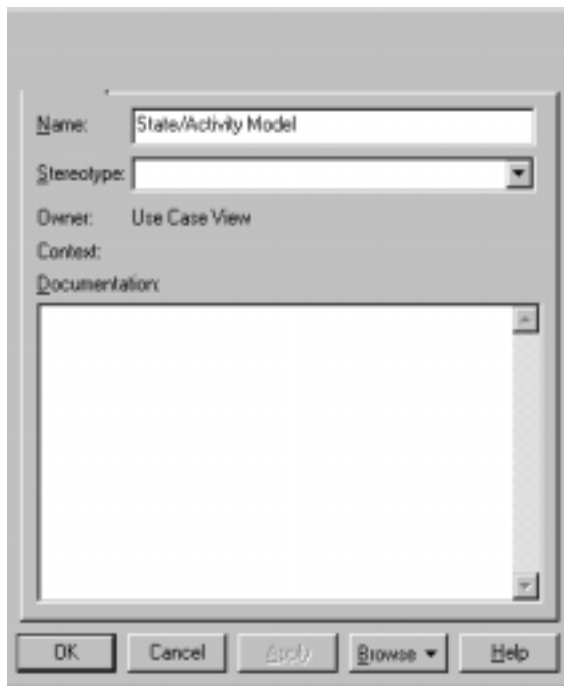 Name: State/Activity Model
Stereotype:
Owner: Use Case View
Context:
Documentation:
OK Cancel Apply Browse Help